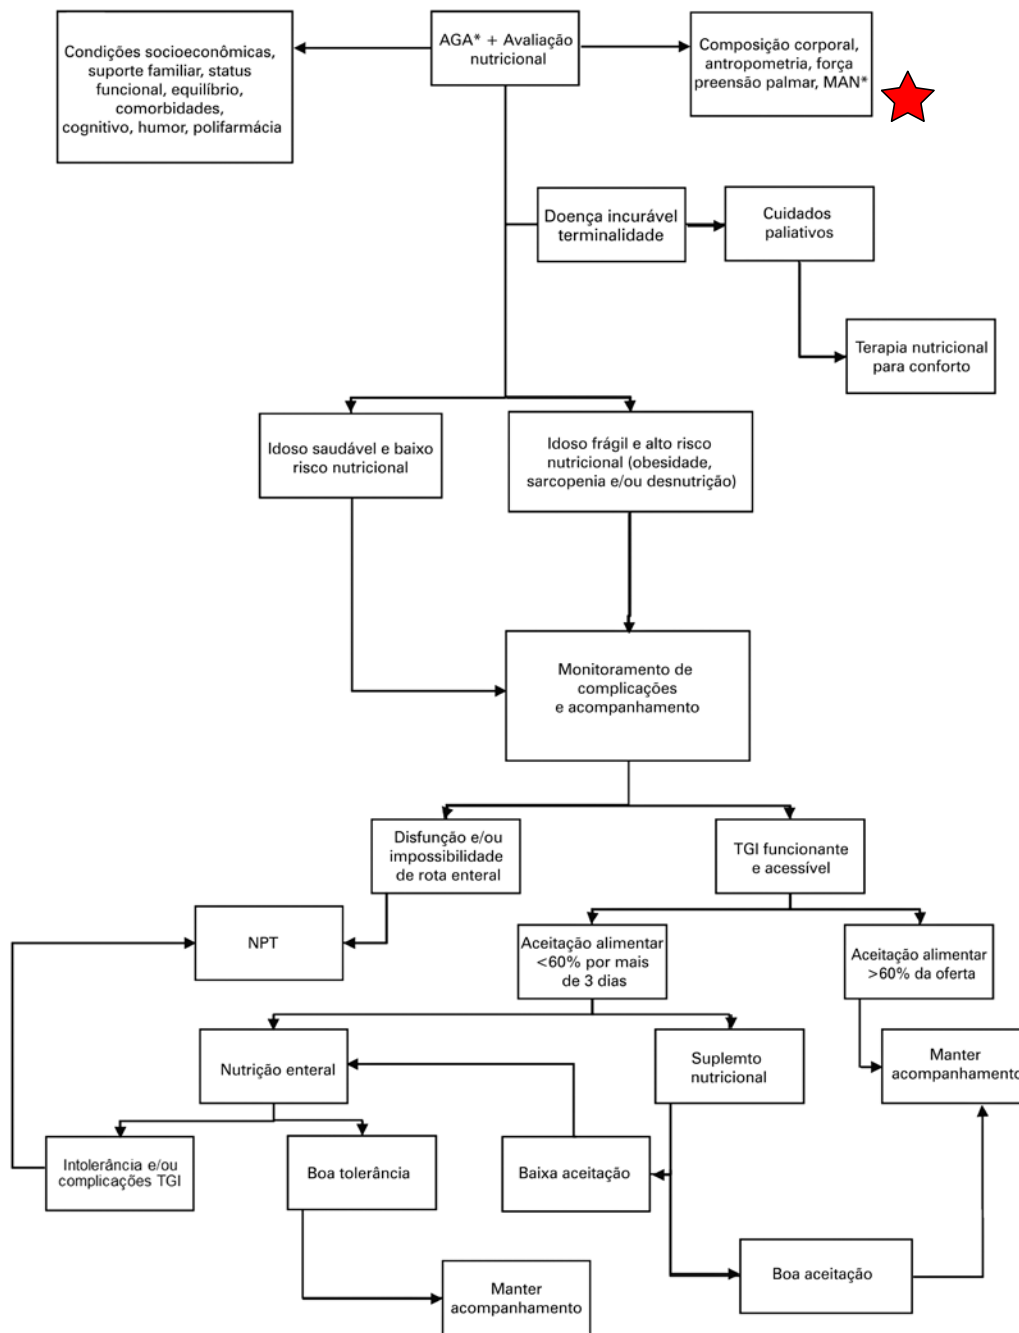 AGA* + Avaliação
nutricional
Condições socioeconômicas,
suporte familiar, status
funcional, equilíbrio,
comorbidades,
cognitivo, humor, polifarmácia
Composição corporal,
antropometria, força
preensão palmar, MAN*
Doença incurável
terminalidade
Cuidados
paliativos
Terapia nutricional
para conforto
Idoso saudável e baixo
risco nutricional
Idoso frágil e alto risco
nutricional (obesidade,
sarcopenia e/ou desnutrição)
Monitoramento de
complicações
e acompanhamento
Disfunção e/ou
impossibilidade
de rota enteral
TGI funcionante
e acessível
NPT
Aceitação alimentar
<60% por mais
de 3 dias
Aceitação alimentar
>60% da oferta
Nutrição enteral
Suplemto
nutricional
Manter
acompanhamento
Intolerância e/ou
complicações TGI
Boa tolerância
Baixa aceitação
Boa aceitação
Manter
acompanhamento